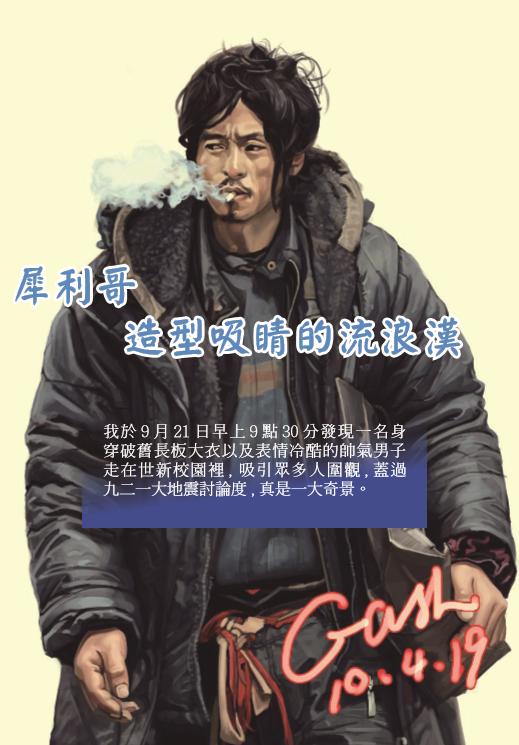 犀利哥
造型吸睛的流浪漢
我於9月21日早上9點30分發現一名身
穿破舊長板大衣以及表情冷酷的帥氣男子
走在世新校園裡,吸引眾多人圍觀,蓋過
九二一大地震討論度,真是一大奇景。
Gash
10.4.19